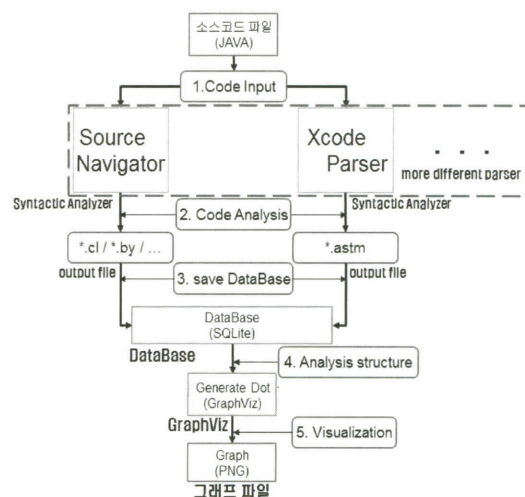 소스코드 파일
(JAVA)
1.Code Input
Source
Navigator
Xcode
Parser
. . .
more different parser
Syntactic Analyzer
2. Code Analysis
Syntactic Analyzer
*.cl / *.by / ...
*.astm
output file
3. save DataBase
output file
DataBase
(SQLite)
DataBase
4. Analysis structure
Generate Dot
(GraphViz)
GraphViz
5. Visualization
Graph
(PNG)
그래프 파일